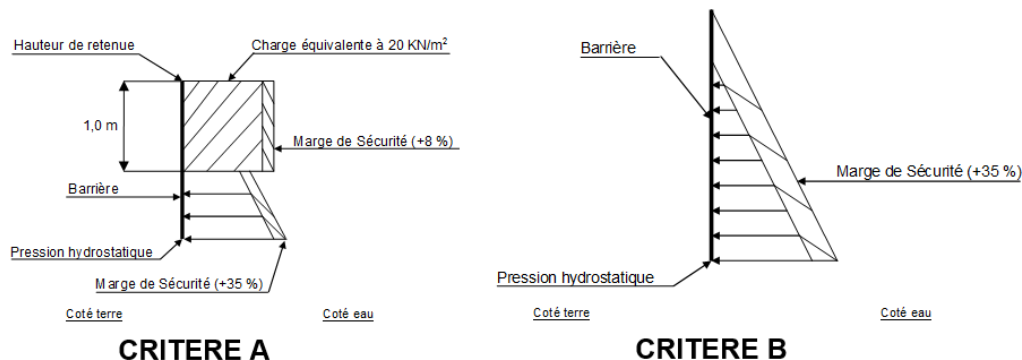 Hauteur de retenue
Charge équivalente à 20 KN/m²
1,0 m
Marge de Sécurité (+8 %)
Barrière
Pression hydrostatique
Marge de Sécurité (+35 %)
Coté terre
Coté eau
CRITERE A
Barrière
Marge de Sécurité (+35 %)
Pression hydrostatique
Coté terre
Coté eau
CRITERE B